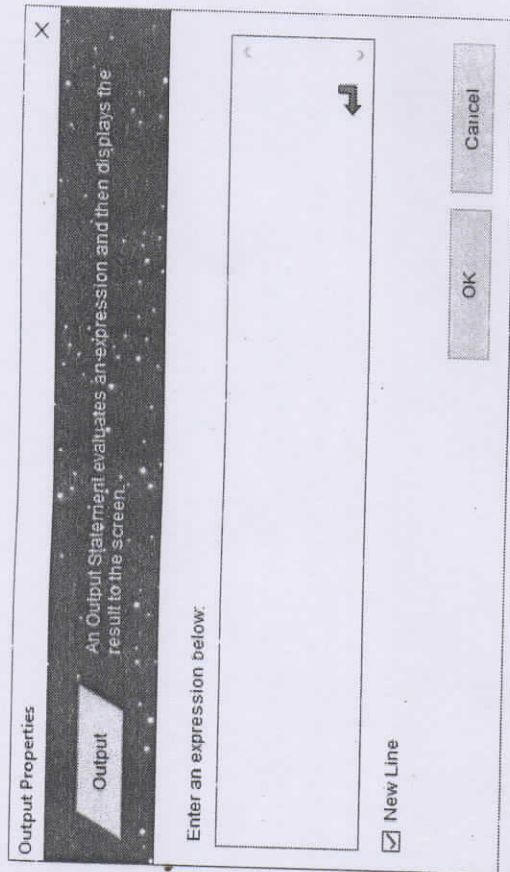 Output Properties
Output
An Output Statement evaluates an expression and then displays the
result to the screen.
Enter an expression below:
New Line
OK
Cancel